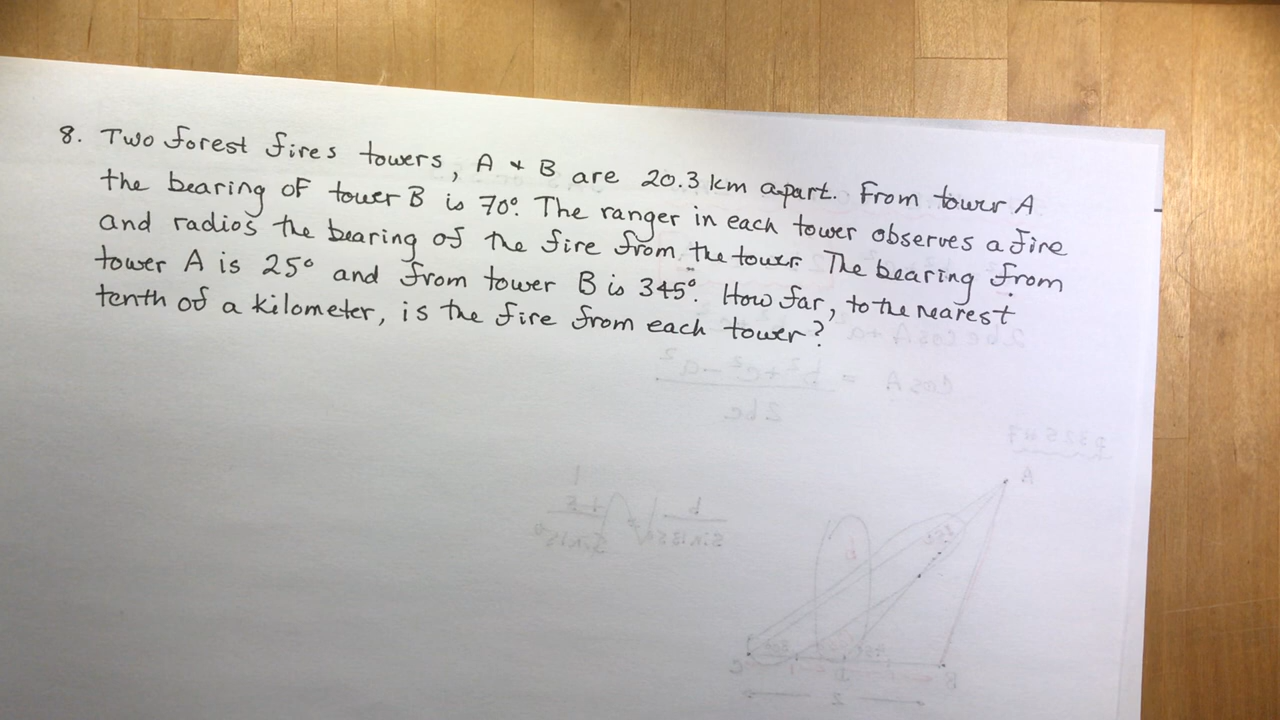 8. Two forest fires towers, A & B are 20.3 km apart. From tower A
the bearing of tower B is 70°. The ranger in each tower observes a fire
and radio's the bearing of the fire from the tower. The bearing from
tower A is 25° and from tower B is 345°. How far, to the nearest
tenth of a kilometer, is the fire from each tower?